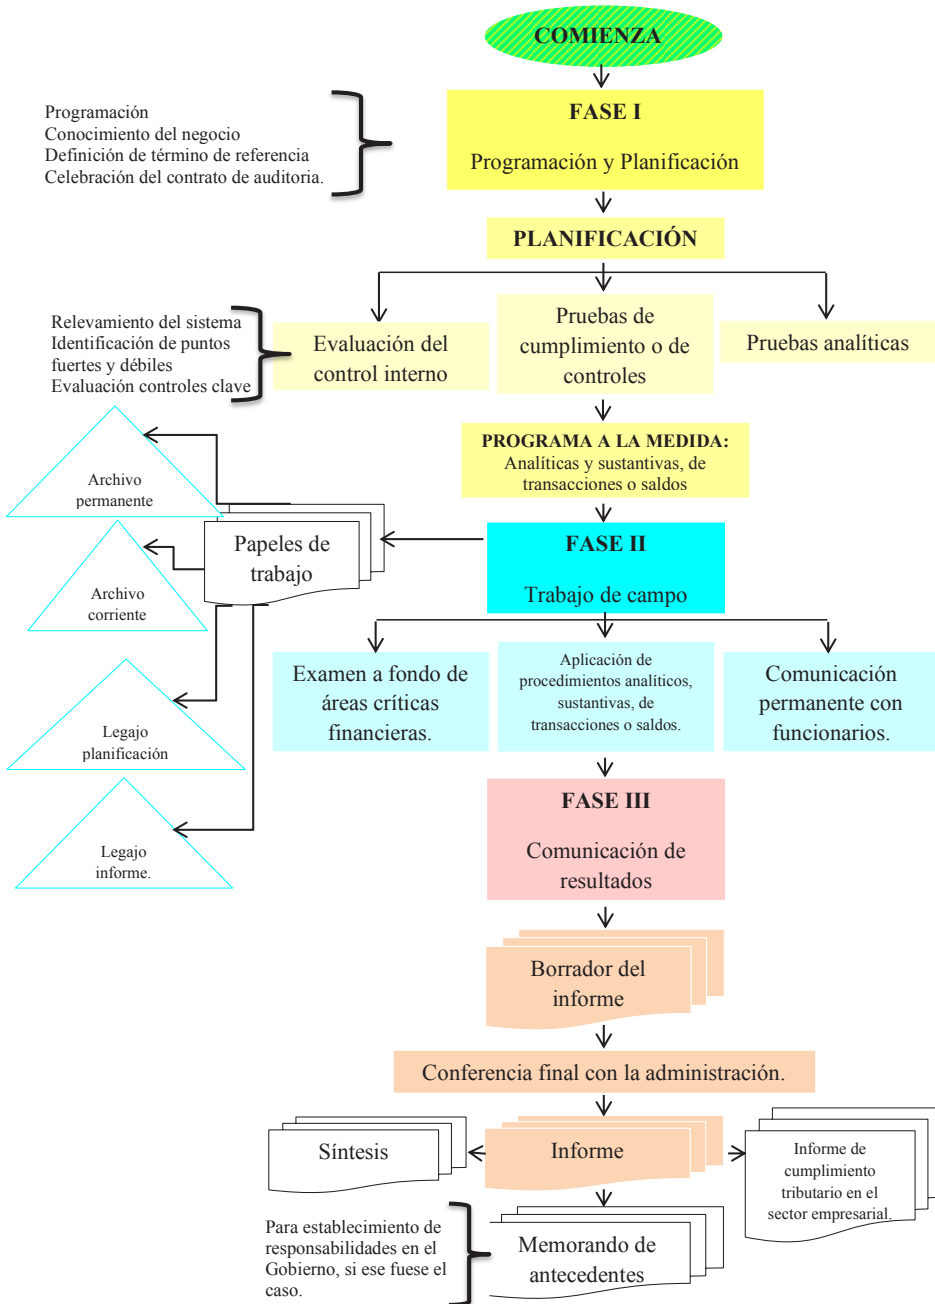 COMIENZA
FASE I
Programación y Planificación
Programación
Conocimiento del negocio
Definición de término de referencia
Celebración del contrato de auditoria.
PLANIFICACIÓN
Relevamiento del sistema
Identificación de puntos
fuertes y débiles
Evaluación controles clave
Evaluación del
control interno
Pruebas de
cumplimiento o de
controles
Pruebas analíticas
PROGRAMA A LA MEDIDA:
Analíticas y sustantivas, de
transacciones o saldos
Archivo
permanente
Papeles de
trabajo
FASE II
Trabajo de campo
Archivo
corriente
Legajo
planificación
Legajo
informe.
Examen a fondo de
áreas críticas
financieras.
Aplicación de
procedimientos analíticos,
sustantivas, de
transacciones o saldos.
Comunicación
permanente con
funcionarios.
FASE III
Comunicación de
resultados
Borrador del
informe
Conferencia final con la administración.
Síntesis
Informe
Informe de
cumplimiento
tributario en el
sector empresarial.
Para establecimiento de
responsabilidades en el
Gobierno, si ese fuese el
caso.
Memorando de
antecedentes